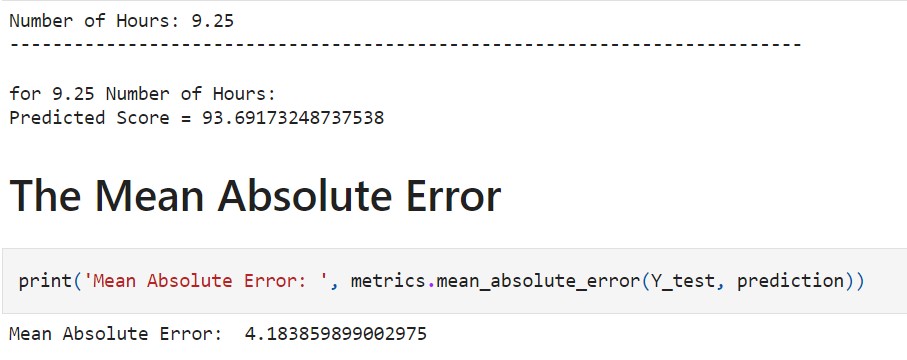 Number of Hours: 9.25
--------------------------------------------------------------------------
for 9.25 Number of Hours:
Predicted Score = 93.69173248737538
The Mean Absolute Error
print('Mean Absolute Error: ', metrics.mean_absolute_error(Y_test, prediction))
Mean Absolute Error:  4.183859899002975